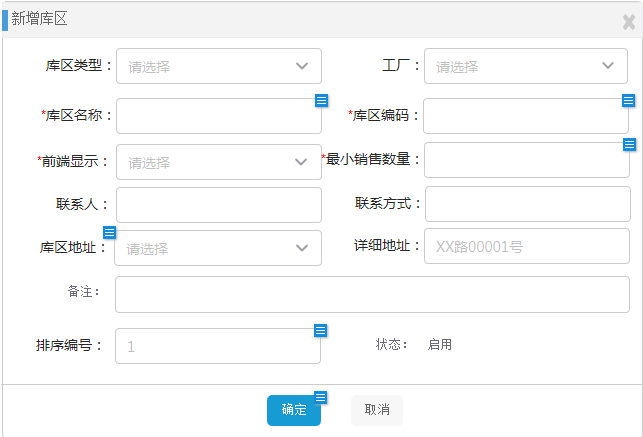 新增库区
库区类型： 请选择 工厂： 请选择
*库区名称： *库区编码：
*前端显示： 请选择 *最小销售数量：
联系人： 联系方式：
库区地址： 请选择 详细地址： XX路00001号
备注：
排序编号： 1 状态： 启用
确定 取消